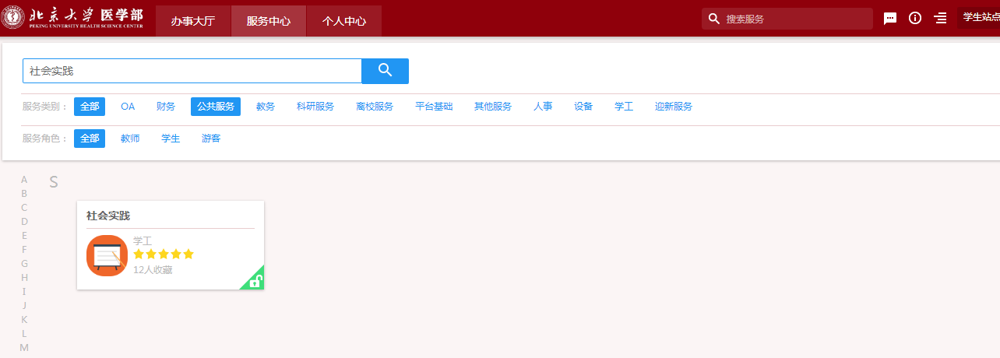 北京大学医学部
PEKING UNIVERSITY HEALTH SCIENCE CENTER
办事大厅 服务中心 个人中心 搜索服务 学生站点
社会实践
服务类别： 全部 OA 财务 公共服务 教务 科研服务 离校服务 平台基础 其他服务 人事 设备 学工 迎新服务
服务角色： 全部 教师 学生 游客
A
B
C
D
E
F
G
H
I
J
K
L
M
S
社会实践
学工
12人收藏